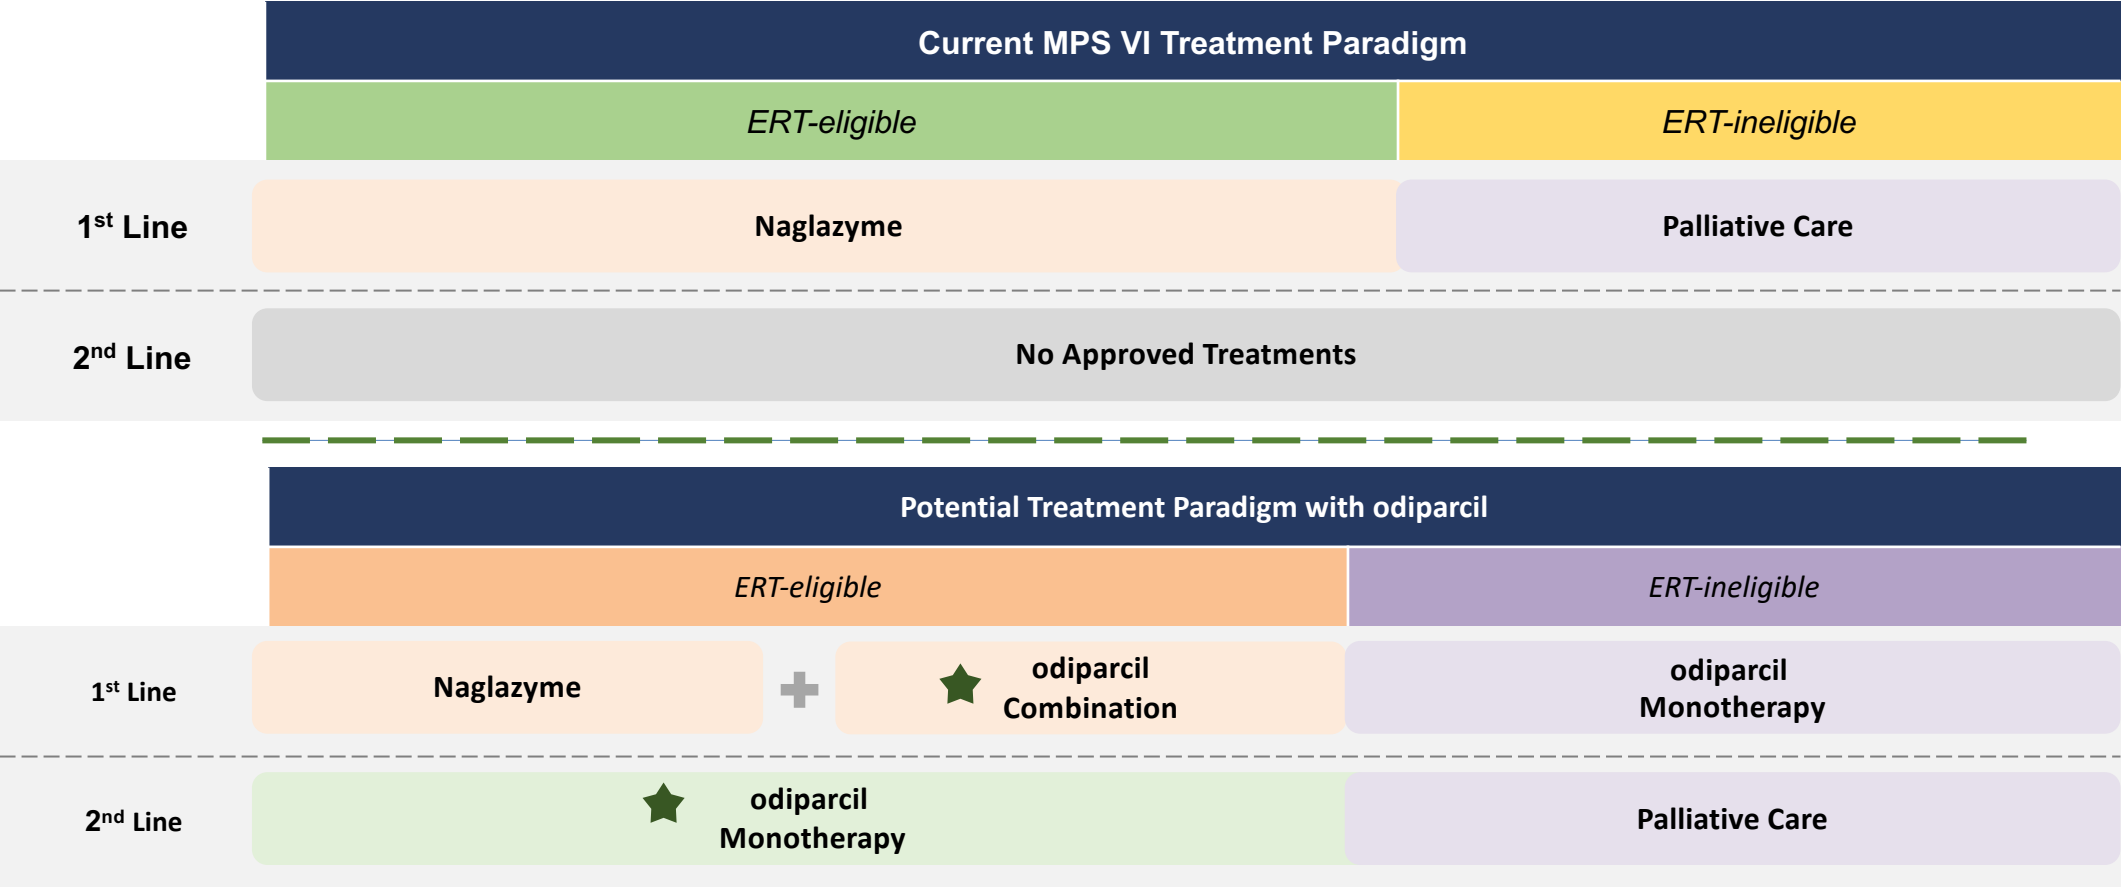 Current MPS VI Treatment Paradigm
ERT-eligible
ERT-ineligible
1st Line
Naglazyme
Palliative Care
2nd Line
No Approved Treatments
Potential Treatment Paradigm with odiparcil
ERT-eligible
ERT-ineligible
1st Line
Naglazyme
odiparcil
Combination
odiparcil
Monotherapy
2nd Line
odiparcil
Monotherapy
Palliative Care